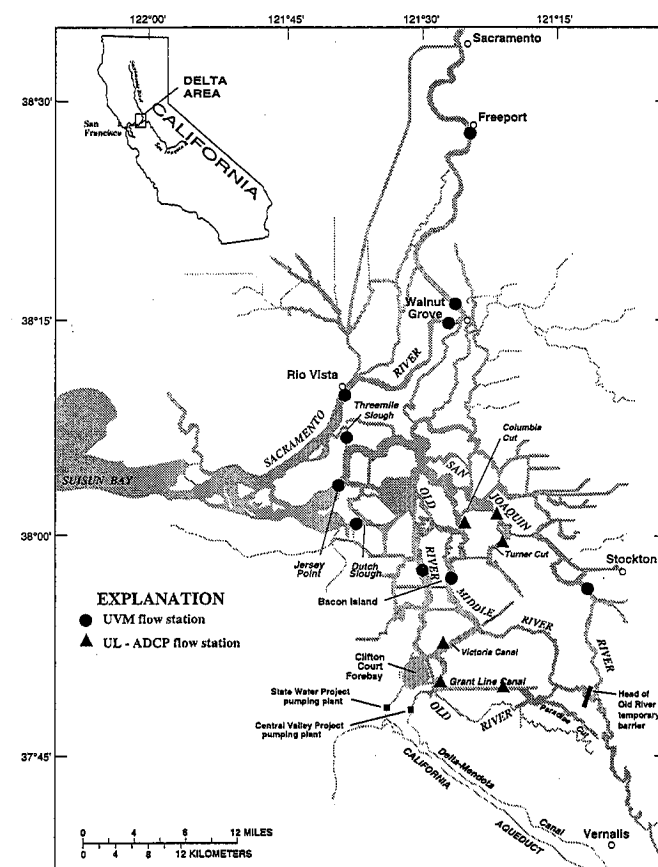 122°00'
121°45'
121°30'
121°15'
Sacramento
DELTA
AREA
38°30'
San
Francisco
CALIFORNIA
Freeport
Walnut
Grove
38°15'
RIVER
Rio Vista
Threemile
Slough
SACRAMENTO
Columbia
Cut
SAN
SUISUN BAY
OLD
JOAQUIN
38°00'
Turner Cut
Jersey
Point
Dutch
Slough
RIVER
Stockton
Bacon Island
EXPLANATION
UVM flow station
UL - ADCP flow station
MIDDLE
RIVER
RIVER
Victoria Canal
Clifton
Court
Forebay
Grant Line Canal
State Water Project
pumping plant
OLD
RIVER
Paradise Cut
Head of
Old River
temporary
barrier
Central Valley Project
pumping plant
37°45'
Delta-Mendota
Canal
CALIFORNIA
AQUEDUCT
Vernalis
0 4 6 12 MILES
0 4 8 12 KILOMETERS